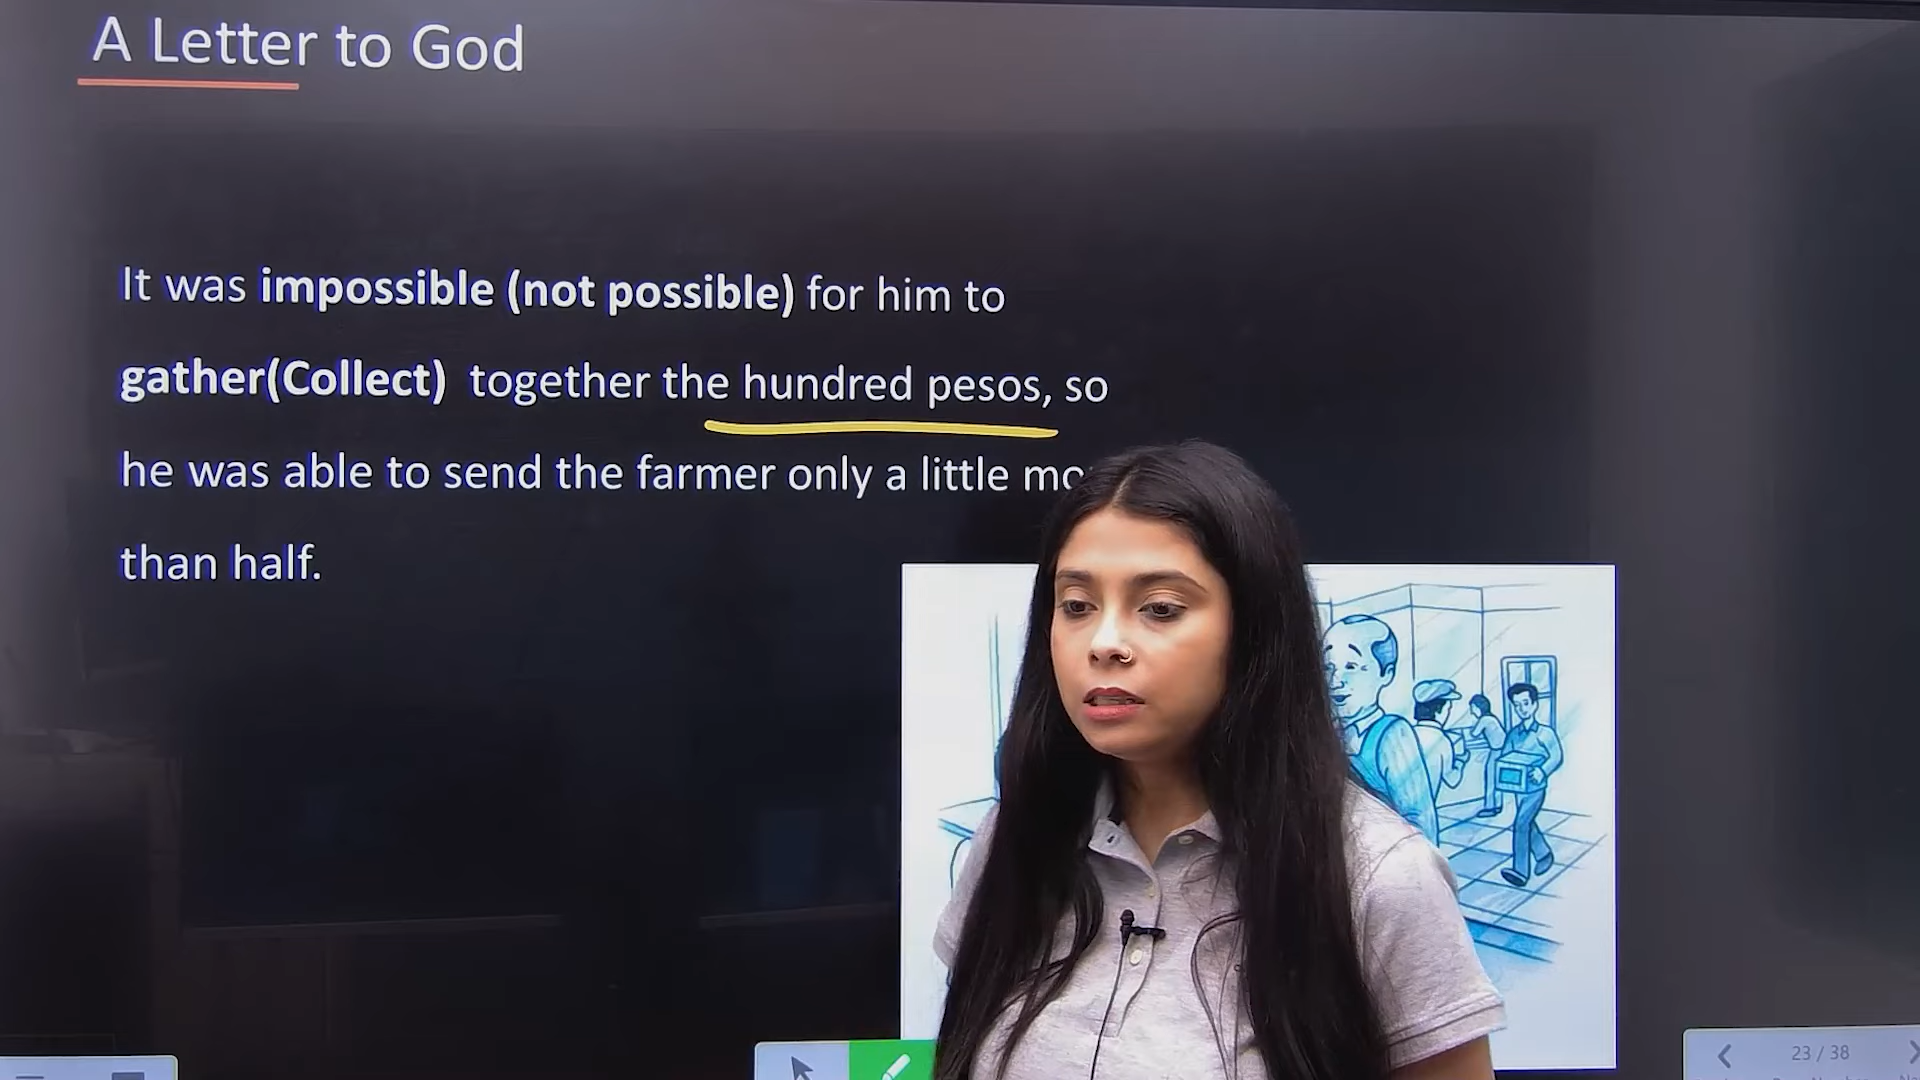 A Letter to God
It was impossible (not possible) for him to
gather(Collect) together the hundred pesos, so
he was able to send the farmer only a little
than half.
23 / 38